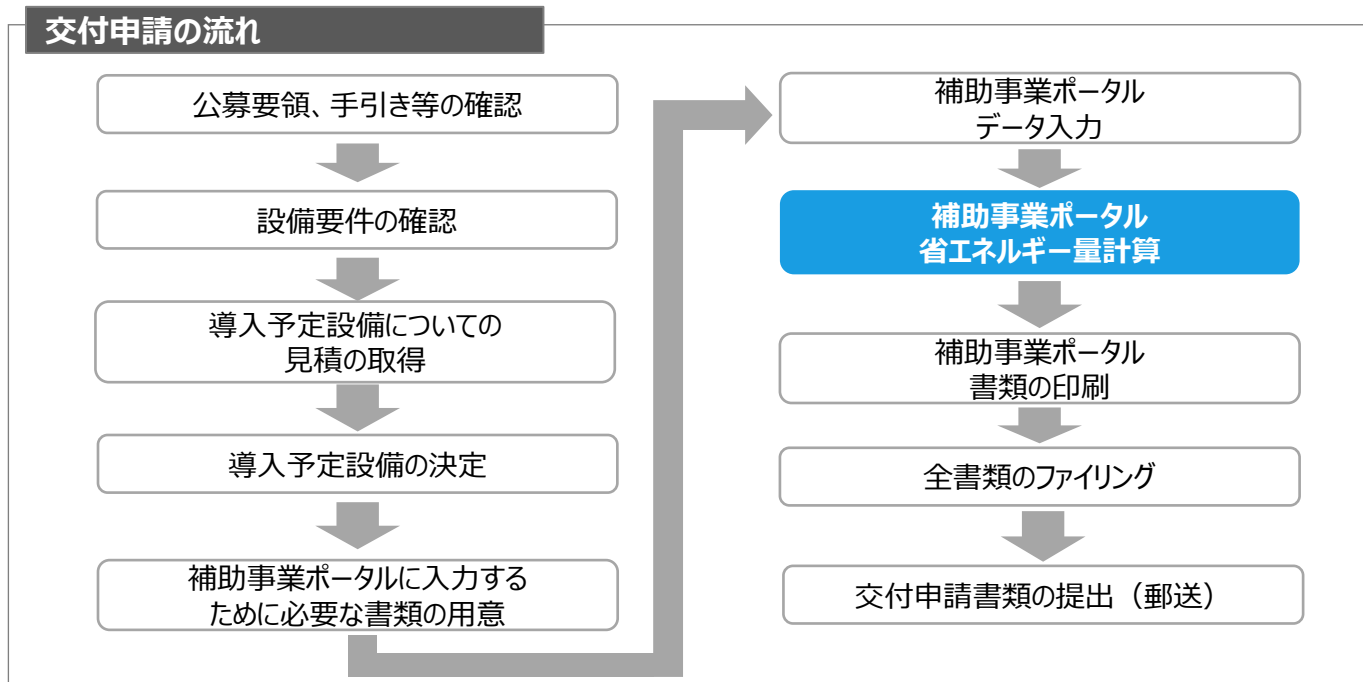 交付申請の流れ
公募要領、手引き等の確認
設備要件の確認
導入予定設備についての
見積の取得
導入予定設備の決定
補助事業ポータルに入力する
ために必要な書類の用意
補助事業ポータル
データ入力
補助事業ポータル
省エネルギー量計算
補助事業ポータル
書類の印刷
全書類のファイリング
交付申請書類の提出（郵送）